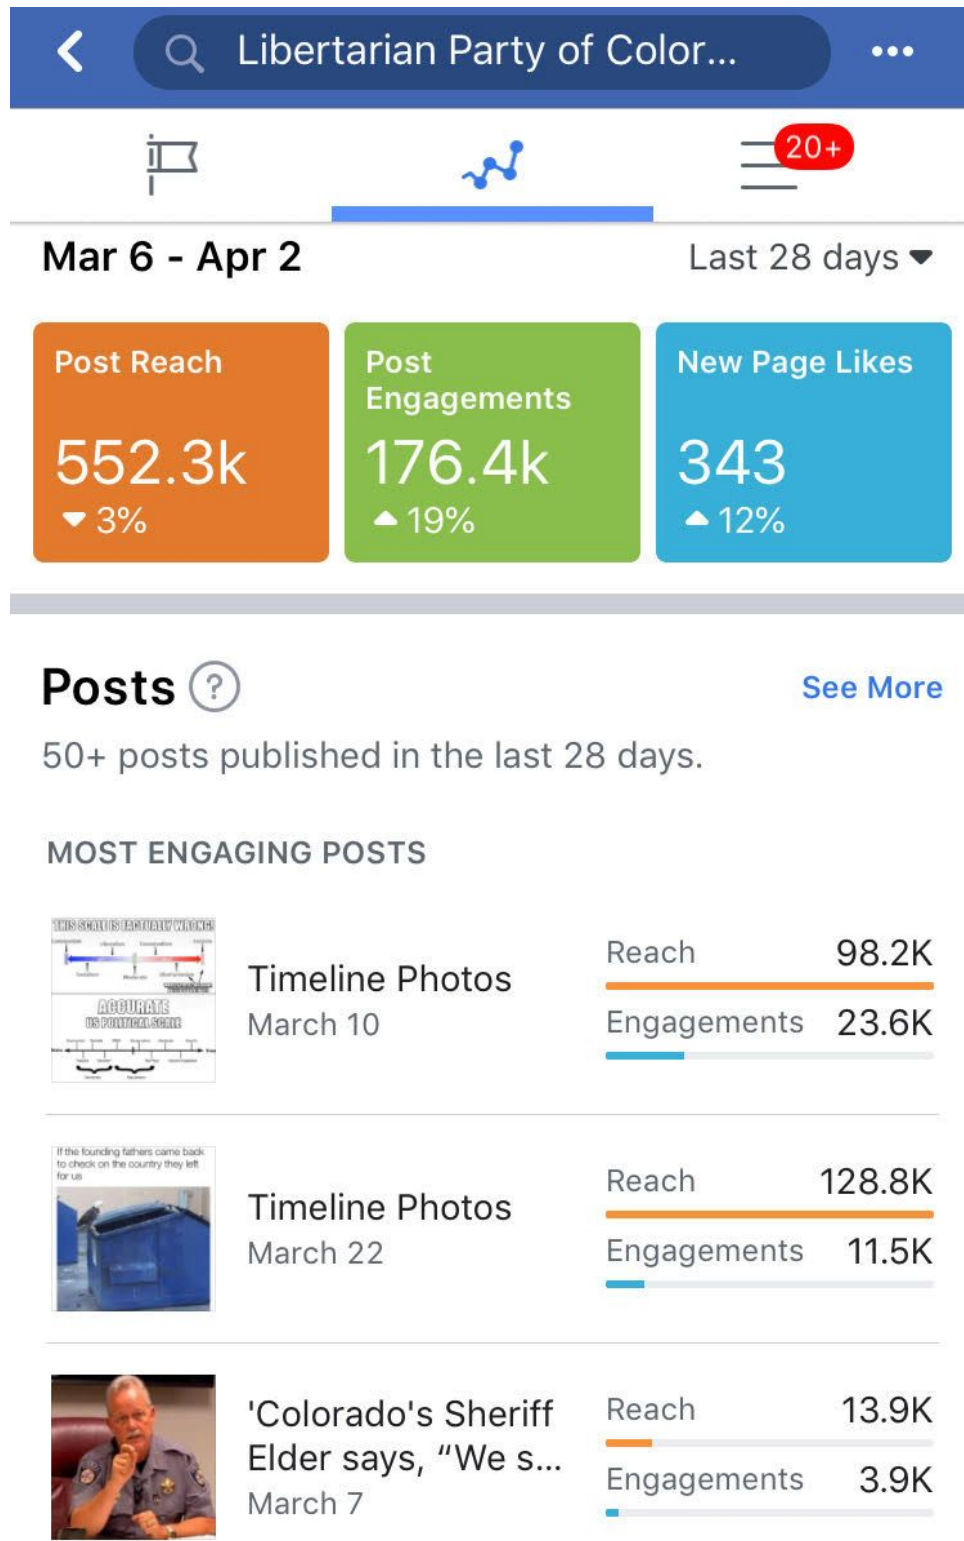 Libertarian Party of Color...
20+
Mar 6 - Apr 2
Last 28 days
Post Reach
552.3k
3%
Post
Engagements
176.4k
19%
New Page Likes
343
12%
Posts ?
See More
50+ posts published in the last 28 days.
MOST ENGAGING POSTS
THIS SCALE IS FACTUALLY WRONG!
ACCURATE
US POLITICAL SCALE
Timeline Photos
March 10
Reach 98.2K
Engagements 23.6K
If the founding fathers came back
to check on the country they left
for us
Timeline Photos
March 22
Reach 128.8K
Engagements 11.5K
'Colorado's Sheriff
Elder says, “We s...
March 7
Reach 13.9K
Engagements 3.9K